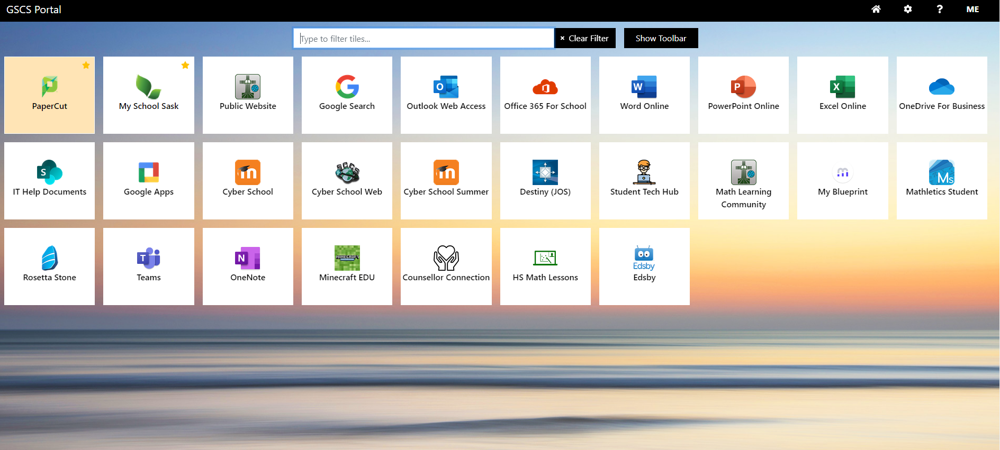 GSCS Portal
ME
Type to filter tiles...
× Clear Filter
Show Toolbar
PaperCut
My School Sask
Public Website
G
Google Search
O
Outlook Web Access
Office 365 For School
W
Word Online
P
PowerPoint Online
X
Excel Online
OneDrive For Business
S
IT Help Documents
Google Apps
m
Cyber School
GSCS
Cyber School Web
m
Cyber School Summer
Destiny (JOS)
Student Tech Hub
Math Learning
Community
m
My Blueprint
Ms
Mathletics Student
Rosetta Stone
T
Teams
N
OneNote
MINECRAFT
Minecraft EDU
Counsellor Connection
HS Math Lessons
Edsby
Edsby